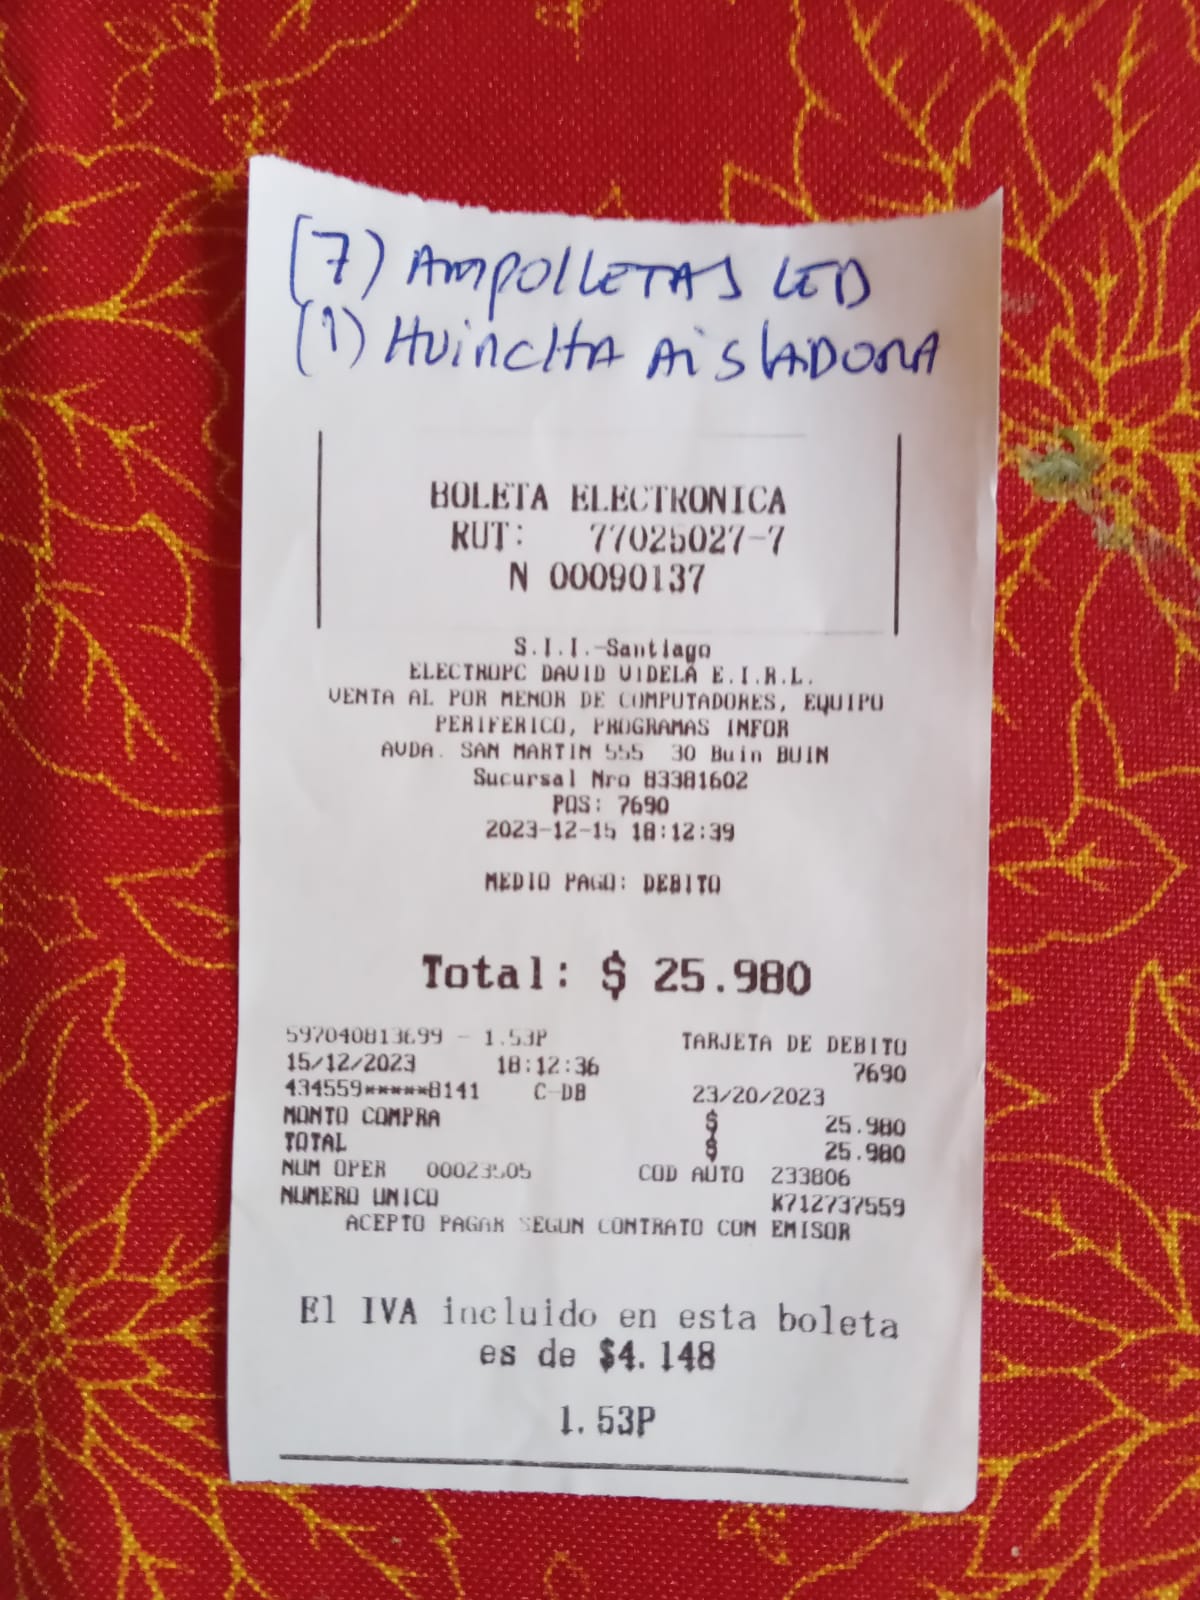 (7) AMPOLLETAS LED
(1) HUINCHA AiSLADORA
BOLETA ELECTRONICA
RUT: 77025027-7
N 00090137
S.I.I.-Santiago
ELECTROPC DAVID VIDELA E.I.R.L.
VENTA AL POR MENOR DE COMPUTADORES, EQUIPO
PERIFERICO, PROGRAMAS INFOR
AVDA. SAN MARTIN 555 30 Buin BUIN
Sucursal Nro 83381602
POS: 7690
2023-12-15 18:12:39
MEDIO PAGO: DEBITO
Total: $ 25.980
597040813699 - 1.53P TARJETA DE DEBITO
15/12/2023 18:12:36 7690
434559*****8141 C-DB 23/20/2023
MONTO COMPRA $ 25.980
TOTAL $ 25.980
NUM OPER 00023505 COD AUTO 233806
NUMERO UNICO K712737559
ACEPTO PAGAR SEGUN CONTRATO CON EMISOR
El IVA incluido en esta boleta
es de $4.148
1.53P